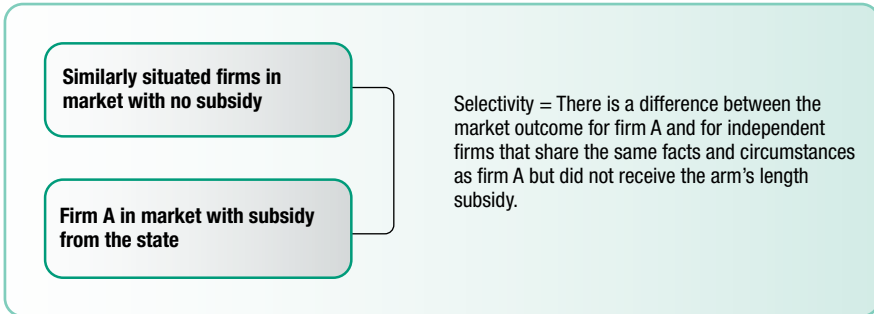 Similarly situated firms in
market with no subsidy
Firm A in market with subsidy
from the state
Selectivity = There is a difference between the
market outcome for firm A and for independent
firms that share the same facts and circumstances
as firm A but did not receive the arm’s length
subsidy.